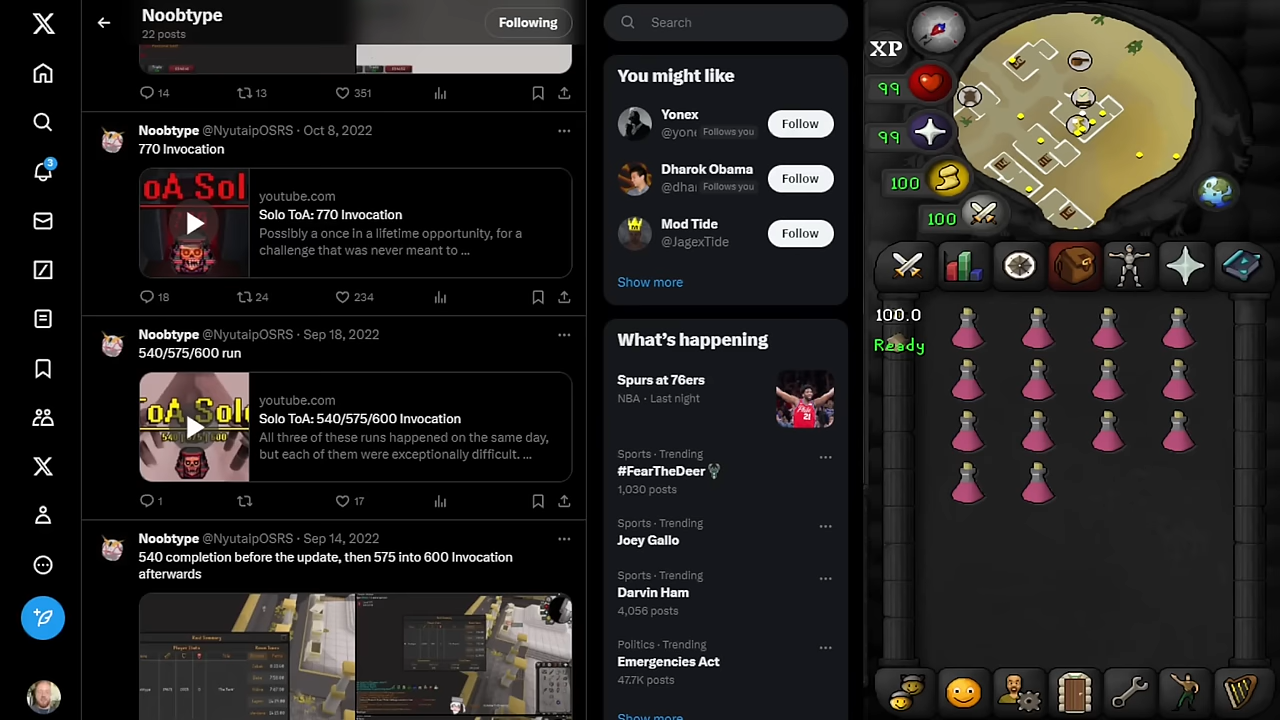 Noobtype
22 posts
Following
14
13
351
Noobtype @NyutaipOSRS · Oct 8, 2022
770 Invocation
oA Sol
youtube.com
Solo ToA: 770 Invocation
Possibly a once in a lifetime opportunity, for a
challenge that was never meant to ...
18
24
234
Noobtype @NyutaipOSRS · Sep 18, 2022
540/575/600 run
ToA Solo
youtube.com
Solo ToA: 540/575/600 Invocation
All three of these runs happened on the same day,
but each of them were exceptionally difficult. ...
1
17
Noobtype @NyutaipOSRS · Sep 14, 2022
540 completion before the update, then 575 into 600 Invocation
afterwards
3
Search
You might like
Yonex
@yon Follows you
Follow
Dharok Obama
@dha Follows you
Follow
Mod Tide
@JagexTide
Follow
Show more
What's happening
Spurs at 76ers
NBA · Last night
Sports · Trending
#FearTheDeer
1,030 posts
Sports · Trending
Joey Gallo
Sports · Trending
Darvin Ham
4,056 posts
Politics · Trending
Emergencies Act
47.7K posts
Show more
XP
99
99
100
100
100.0
Ready